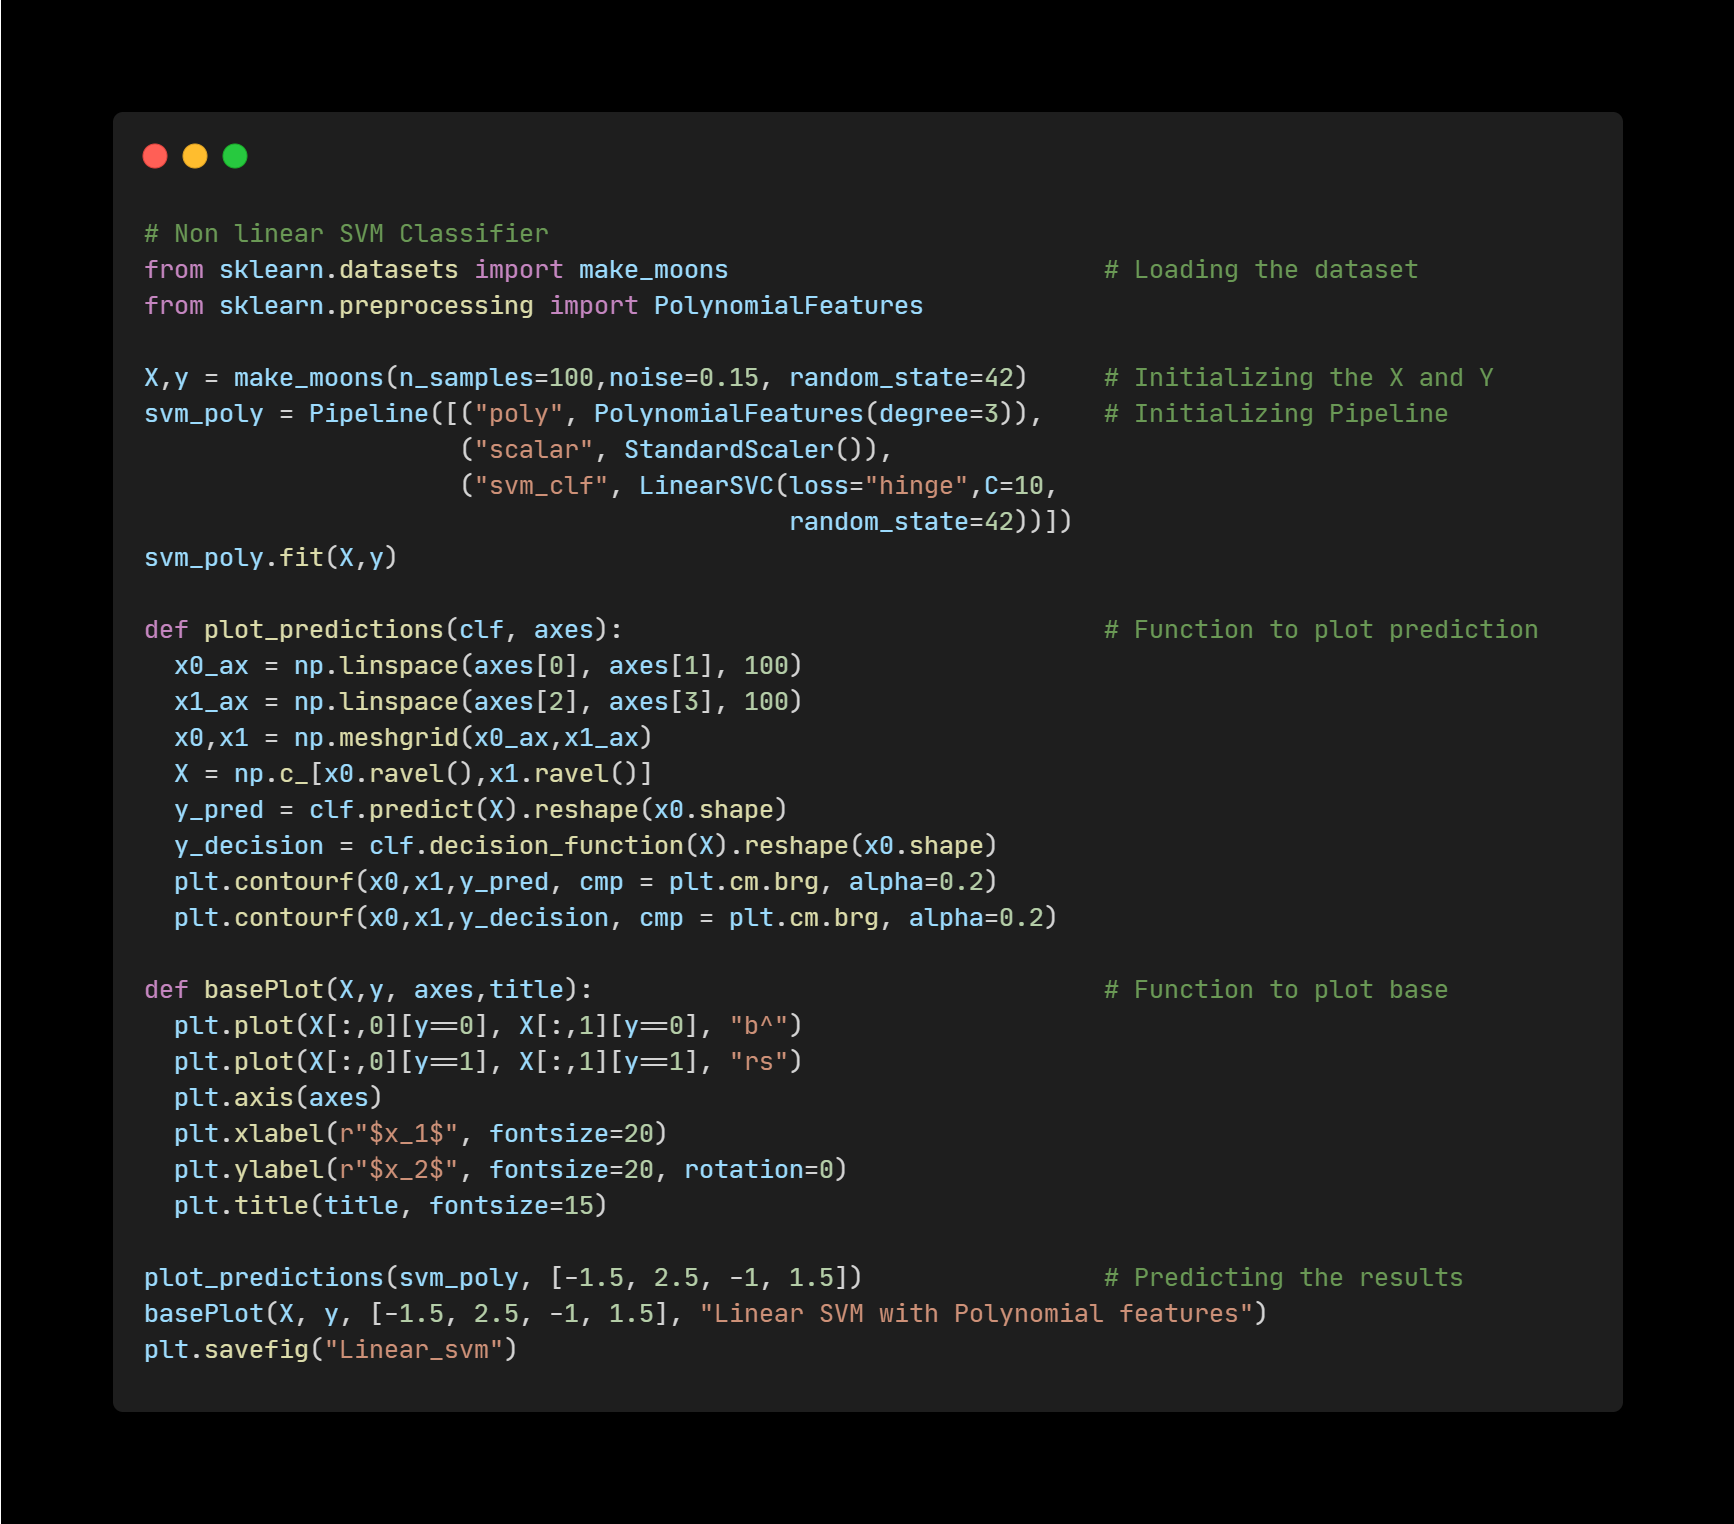 # Non linear SVM Classifier
from sklearn.datasets import make_moons                         # Loading the dataset
from sklearn.preprocessing import PolynomialFeatures

X,y = make_moons(n_samples=100,noise=0.15, random_state=42)     # Initializing the X and Y
svm_poly = Pipeline([("poly", PolynomialFeatures(degree=3)),    # Initializing Pipeline
                     ("scalar", StandardScaler()),
                     ("svm_clf", LinearSVC(loss="hinge",C=10,
                                           random_state=42))])
svm_poly.fit(X,y)

def plot_predictions(clf, axes):                                # Function to plot prediction
  x0_ax = np.linspace(axes[0], axes[1], 100)
  x1_ax = np.linspace(axes[2], axes[3], 100)
  x0,x1 = np.meshgrid(x0_ax,x1_ax)
  X = np.c_[x0.ravel(),x1.ravel()]
  y_pred = clf.predict(X).reshape(x0.shape)
  y_decision = clf.decision_function(X).reshape(x0.shape)
  plt.contourf(x0,x1,y_pred, cmp = plt.cm.brg, alpha=0.2)
  plt.contourf(x0,x1,y_decision, cmp = plt.cm.brg, alpha=0.2)

def basePlot(X,y, axes,title):                                  # Function to plot base
  plt.plot(X[:,0][y==0], X[:,1][y==0], "b^")
  plt.plot(X[:,0][y==1], X[:,1][y==1], "rs")
  plt.axis(axes)
  plt.xlabel(r"$x_1$", fontsize=20)
  plt.ylabel(r"$x_2$", fontsize=20, rotation=0)
  plt.title(title, fontsize=15)

plot_predictions(svm_poly, [-1.5, 2.5, -1, 1.5])                # Predicting the results
basePlot(X, y, [-1.5, 2.5, -1, 1.5], "Linear SVM with Polynomial features")
plt.savefig("Linear_svm")